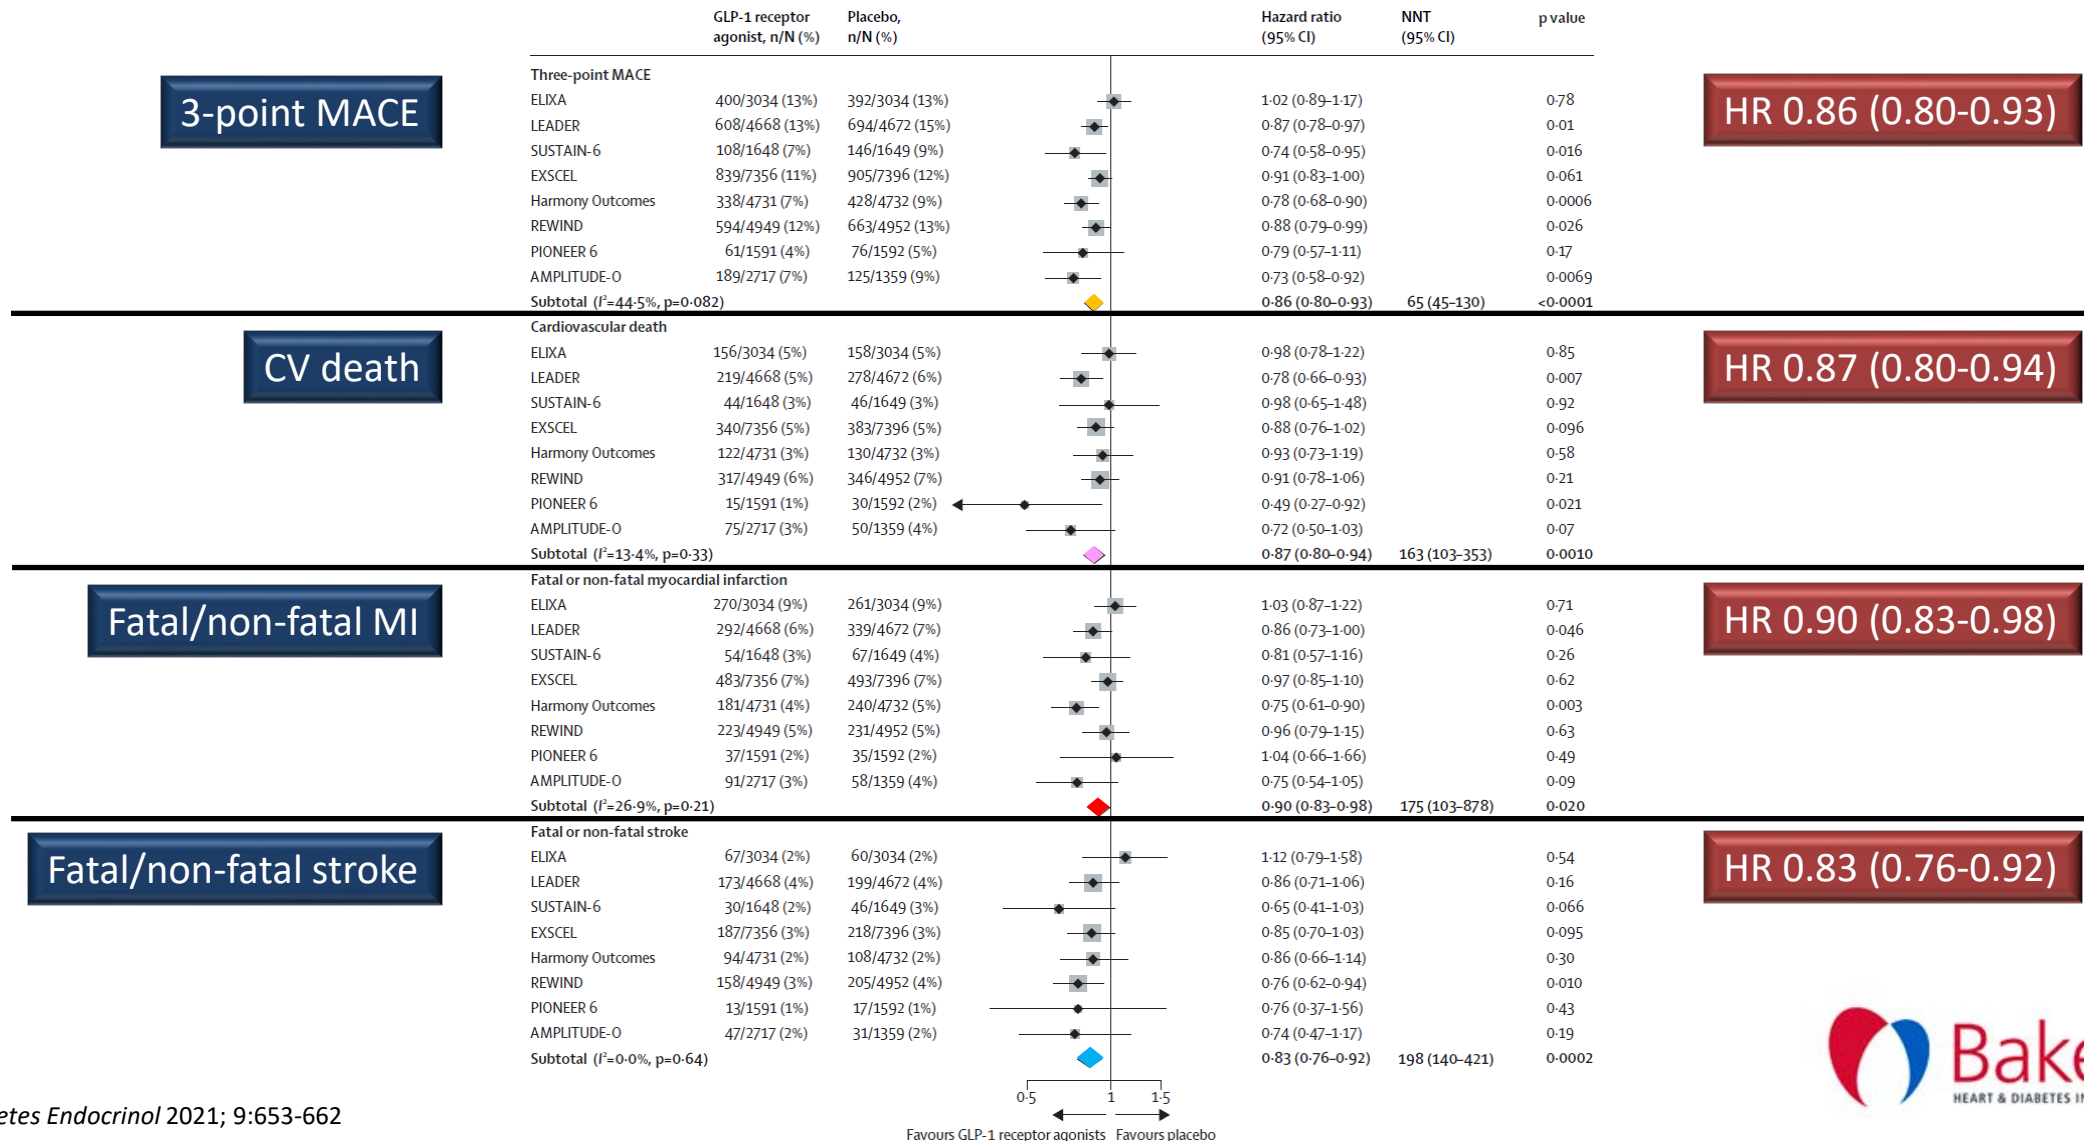 GLP-1 receptor Placebo, Hazard ratio NNT p value
agonist, n/N (%) n/N (%) (95% CI) (95% CI)
Three-point MACE
3-point MACE
HR 0.86 (0.80-0.93)
ELIXA 400/3034 (13%) 392/3034 (13%) 1·02 (0·89–1·17) 0·78
LEADER 608/4668 (13%) 694/4672 (15%) 0·87 (0·78–0·97) 0·01
SUSTAIN-6 108/1648 (7%) 146/1649 (9%) 0·74 (0·58–0·95) 0·016
EXSCEL 839/7356 (11%) 905/7396 (12%) 0·91 (0·83–1·00) 0·061
Harmony Outcomes 338/4731 (7%) 428/4732 (9%) 0·78 (0·68–0·90) 0·0006
REWIND 594/4949 (12%) 663/4952 (13%) 0·88 (0·79–0·99) 0·026
PIONEER 6 61/1591 (4%) 76/1592 (5%) 0·79 (0·57–1·11) 0·17
AMPLITUDE-O 189/2717 (7%) 125/1359 (9%) 0·73 (0·58–0·92) 0·0069
Subtotal (I²=44·5%, p=0·082) 0·86 (0·80–0·93) 65 (45–130) <0·0001
Cardiovascular death
CV death
HR 0.87 (0.80-0.94)
ELIXA 156/3034 (5%) 158/3034 (5%) 0·98 (0·78–1·22) 0·85
LEADER 219/4668 (5%) 278/4672 (6%) 0·78 (0·66–0·93) 0·007
SUSTAIN-6 44/1648 (3%) 46/1649 (3%) 0·98 (0·65–1·48) 0·92
EXSCEL 340/7356 (5%) 383/7396 (5%) 0·88 (0·76–1·02) 0·096
Harmony Outcomes 122/4731 (3%) 130/4732 (3%) 0·93 (0·73–1·19) 0·58
REWIND 317/4949 (6%) 346/4952 (7%) 0·91 (0·78–1·06) 0·21
PIONEER 6 15/1591 (1%) 30/1592 (2%) 0·49 (0·27–0·92) 0·021
AMPLITUDE-O 75/2717 (3%) 50/1359 (4%) 0·72 (0·50–1·03) 0·07
Subtotal (I²=13·4%, p=0·33) 0·87 (0·80–0·94) 163 (103–353) 0·0010
Fatal or non-fatal myocardial infarction
Fatal/non-fatal MI
HR 0.90 (0.83-0.98)
ELIXA 270/3034 (9%) 261/3034 (9%) 1·03 (0·87–1·22) 0·71
LEADER 292/4668 (6%) 339/4672 (7%) 0·86 (0·73–1·00) 0·046
SUSTAIN-6 54/1648 (3%) 67/1649 (4%) 0·81 (0·57–1·16) 0·26
EXSCEL 483/7356 (7%) 493/7396 (7%) 0·97 (0·85–1·10) 0·62
Harmony Outcomes 181/4731 (4%) 240/4732 (5%) 0·75 (0·61–0·90) 0·003
REWIND 223/4949 (5%) 231/4952 (5%) 0·96 (0·79–1·15) 0·63
PIONEER 6 37/1591 (2%) 35/1592 (2%) 1·04 (0·66–1·66) 0·49
AMPLITUDE-O 91/2717 (3%) 58/1359 (4%) 0·75 (0·54–1·05) 0·09
Subtotal (I²=26·9%, p=0·21) 0·90 (0·83–0·98) 175 (103–878) 0·020
Fatal or non-fatal stroke
Fatal/non-fatal stroke
HR 0.83 (0.76-0.92)
ELIXA 67/3034 (2%) 60/3034 (2%) 1·12 (0·79–1·58) 0·54
LEADER 173/4668 (4%) 199/4672 (4%) 0·86 (0·71–1·06) 0·16
SUSTAIN-6 30/1648 (2%) 46/1649 (3%) 0·65 (0·41–1·03) 0·066
EXSCEL 187/7356 (3%) 218/7396 (3%) 0·85 (0·70–1·03) 0·095
Harmony Outcomes 94/4731 (2%) 108/4732 (2%) 0·86 (0·66–1·14) 0·30
REWIND 158/4949 (3%) 205/4952 (4%) 0·76 (0·62–0·94) 0·010
PIONEER 6 13/1591 (1%) 17/1592 (1%) 0·76 (0·37–1·56) 0·43
AMPLITUDE-O 47/2717 (2%) 31/1359 (2%) 0·74 (0·47–1·17) 0·19
Subtotal (I²=0·0%, p=0·64) 0·83 (0·76–0·92) 198 (140–421) 0·0002
0·5 1 1·5
Favours GLP-1 receptor agonists Favours placebo
etes Endocrinol 2021; 9:653-662
Bake
HEART & DIABETES IN